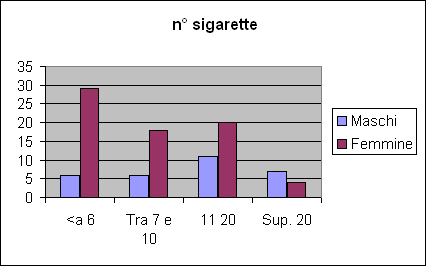 n° sigarette
35
30
25
20
15
10
5
0
<a 6
Tra 7 e
10
11 20
Sup. 20
Maschi
Femmine